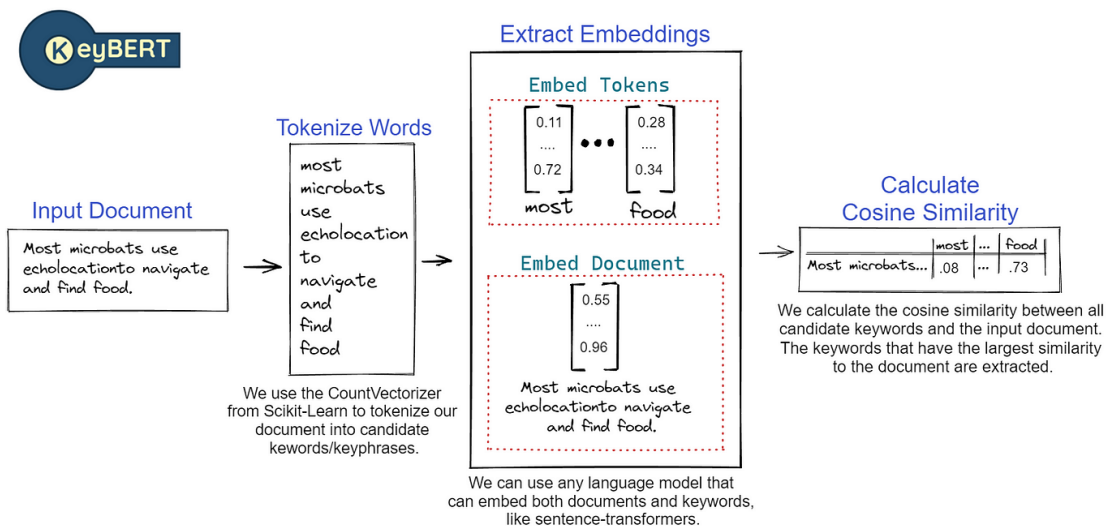 KeyBERT
Input Document
Most microbats use
echolocationto navigate
and find food.
Tokenize Words
most
microbats
use
echolocation
to
navigate
and
find
food
We use the CountVectorizer
from Scikit-Learn to tokenize our
document into candidate
kewords/keyphrases.
Extract Embeddings
Embed Tokens
0.11 0.28
.... ....
0.72 0.34
most food
Embed Document
0.55
....
0.96
Most microbats use
echolocationto navigate
and find food.
We can use any language model that
can embed both documents and keywords,
like sentence-transformers.
Calculate
Cosine Similarity
most ... food
Most microbats... .08 ... .73
We calculate the cosine similarity between all
candidate keywords and the input document.
The keywords that have the largest similarity
to the document are extracted.